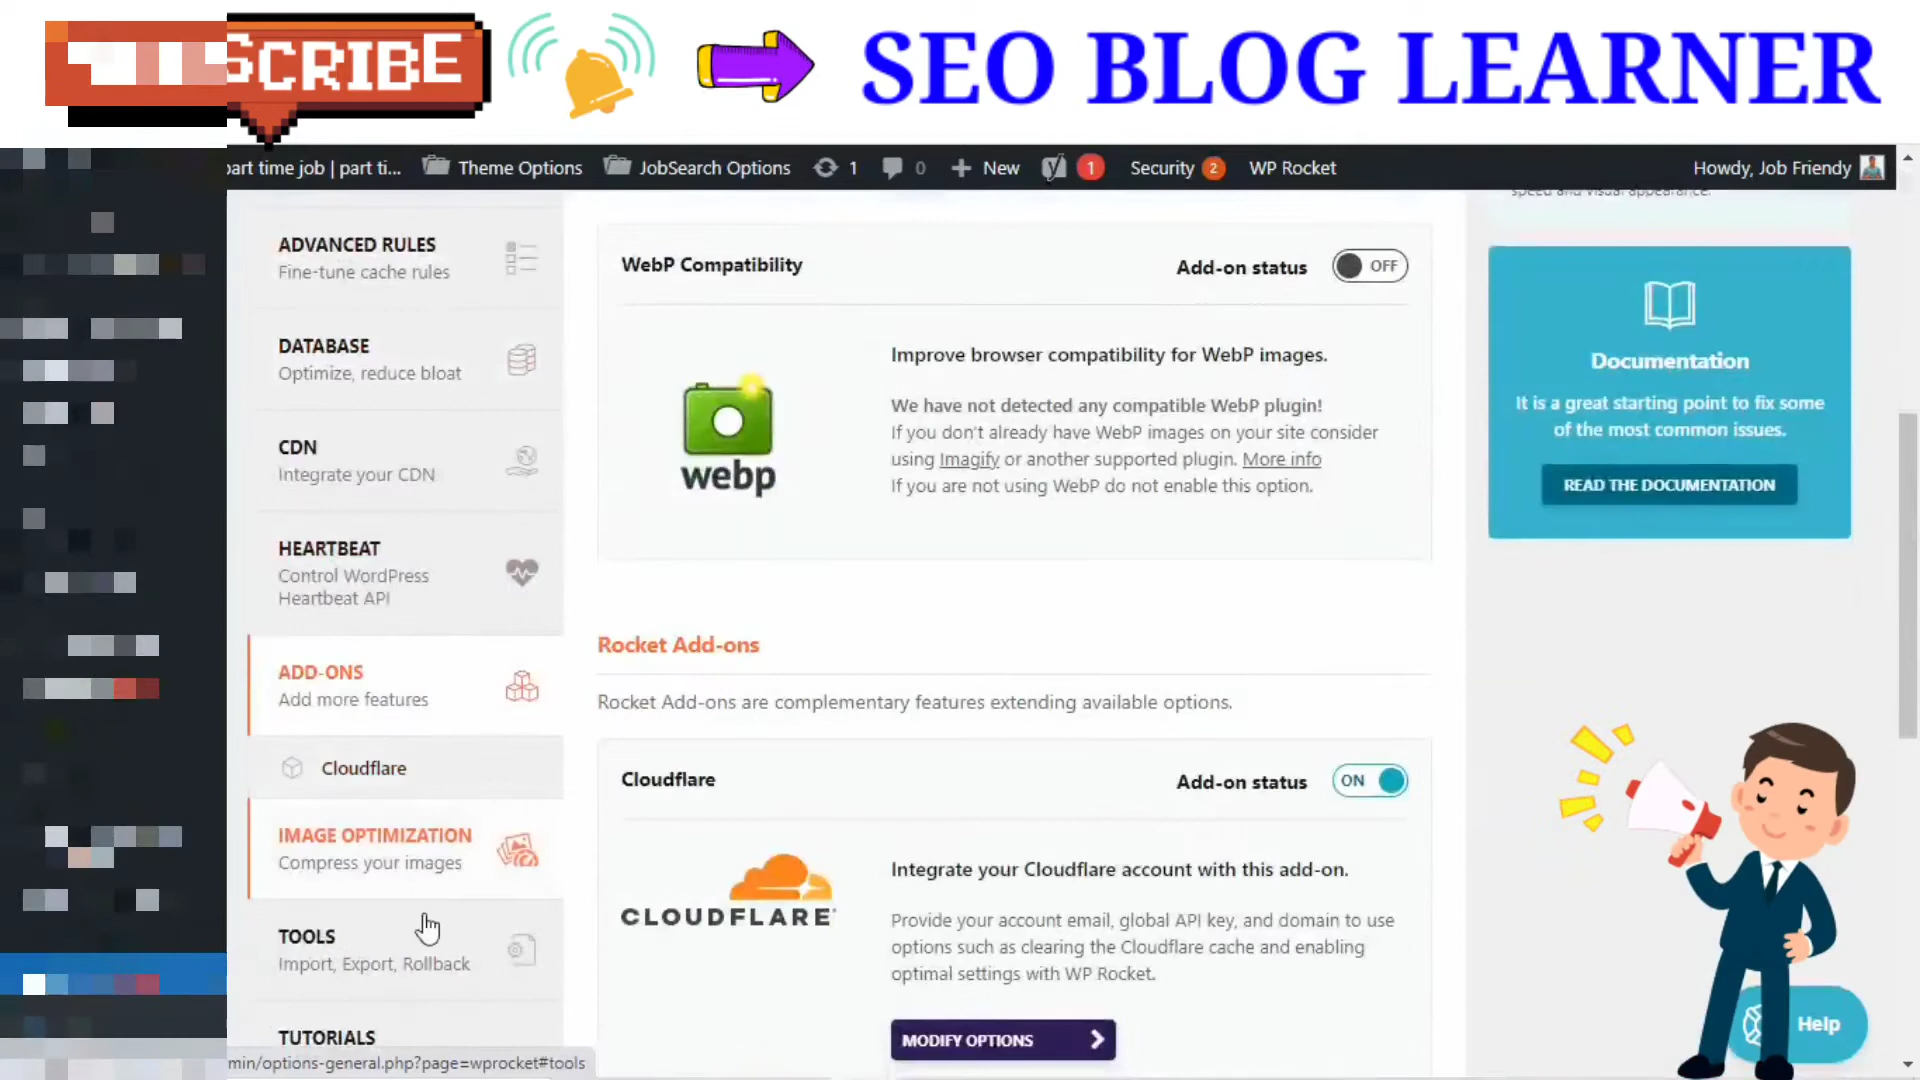 SCRIBE
SEO BLOG LEARNER
part time job | part ti...
Theme Options
JobSearch Options
1
0
New
1
Security 2
WP Rocket
Howdy, Job Friendy
speed and visual appearance.
ADVANCED RULES
Fine-tune cache rules
DATABASE
Optimize, reduce bloat
CDN
Integrate your CDN
HEARTBEAT
Control WordPress
Heartbeat API
ADD-ONS
Add more features
Cloudflare
IMAGE OPTIMIZATION
Compress your images
TOOLS
Import, Export, Rollback
TUTORIALS
min/options-general.php?page=wprocket#tools
WebP Compatibility
Add-on status
OFF
webp
Improve browser compatibility for WebP images.
We have not detected any compatible WebP plugin!
If you don't already have WebP images on your site consider
using Imagify or another supported plugin. More info
If you are not using WebP do not enable this option.
Rocket Add-ons
Rocket Add-ons are complementary features extending available options.
Cloudflare
Add-on status
ON
CLOUDFLARE
Integrate your Cloudflare account with this add-on.
Provide your account email, global API key, and domain to use
options such as clearing the Cloudflare cache and enabling
optimal settings with WP Rocket.
MODIFY OPTIONS
Documentation
It is a great starting point to fix some
of the most common issues.
READ THE DOCUMENTATION
Help